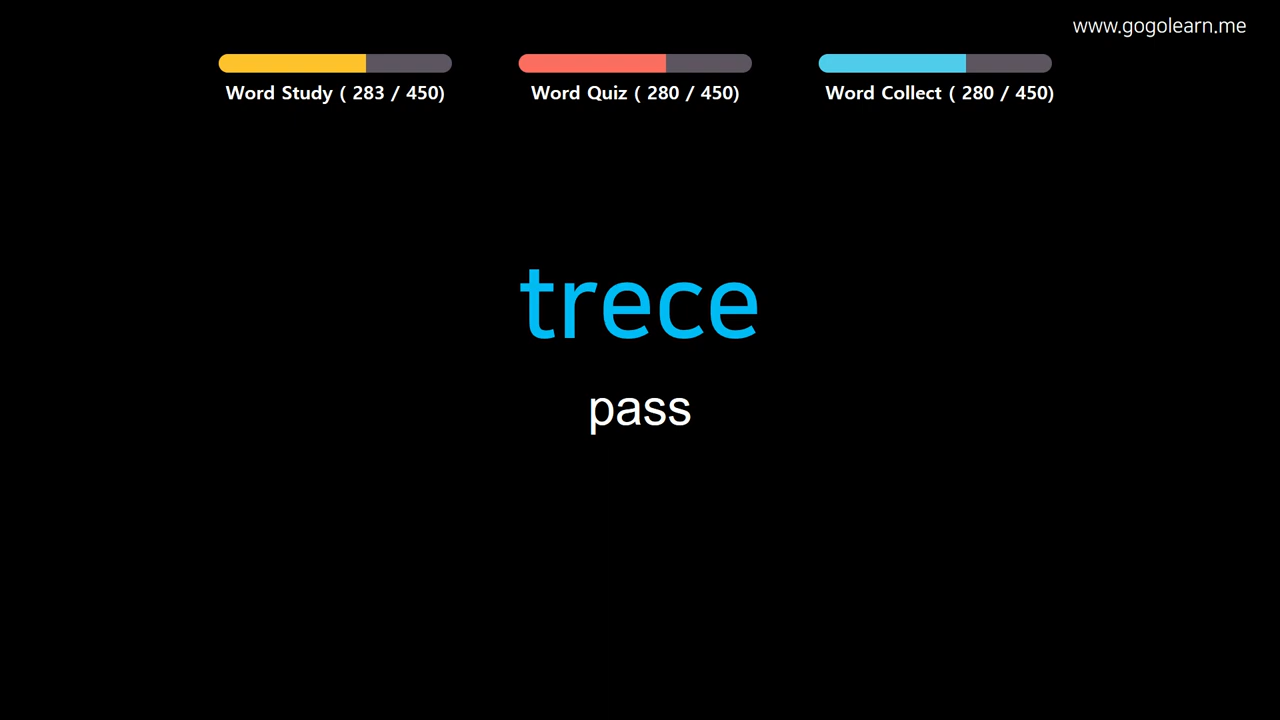 www.gogolearn.me
Word Study ( 283 / 450)
Word Quiz ( 280 / 450)
Word Collect ( 280 / 450)
trece
pass